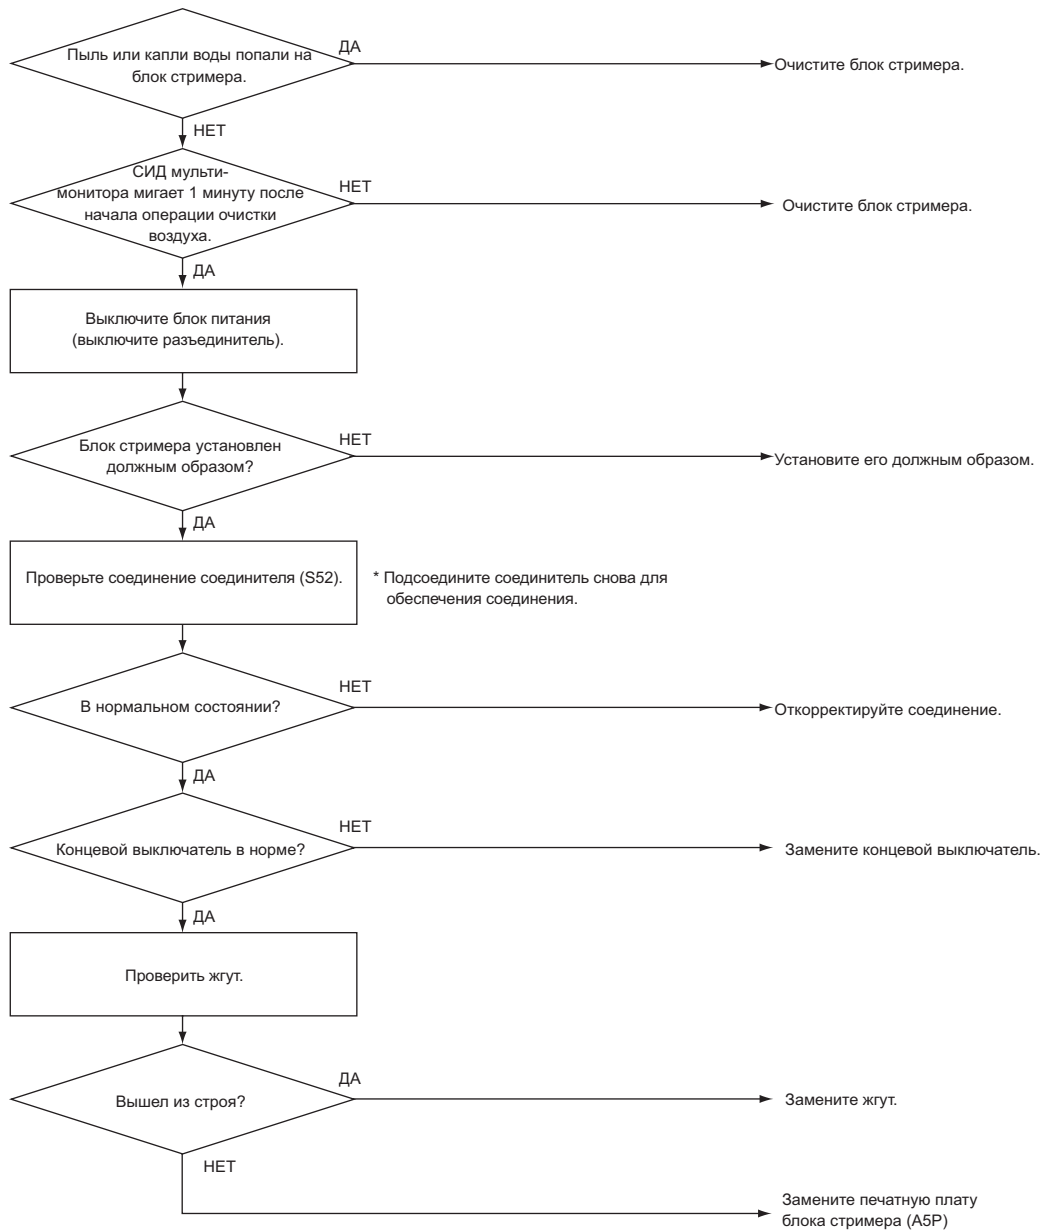 Пыль или капли воды попали на
блок стримера.
ДА
Очистите блок стримера.
НЕТ
СИД мульти-
монитора мигает 1 минуту после
начала операции очистки
воздуха.
НЕТ
Очистите блок стримера.
ДА
Выключите блок питания
(выключите разъединитель).
Блок стримера установлен
должным образом?
НЕТ
Установите его должным образом.
ДА
Проверьте соединение соединителя (S52).
* Подсоедините соединитель снова для
обеспечения соединения.
В нормальном состоянии?
НЕТ
Откорректируйте соединение.
ДА
Концевой выключатель в норме?
НЕТ
Замените концевой выключатель.
ДА
Проверить жгут.
Вышел из строя?
ДА
Замените жгут.
НЕТ
Замените печатную плату
блока стримера (A5P)